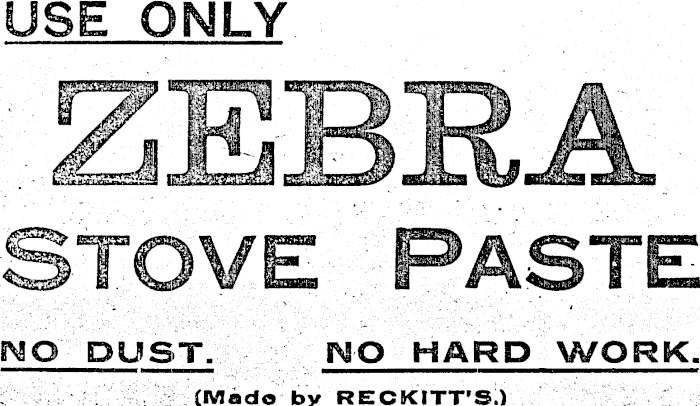 USE ONLY
ZEBRA
STOVE PASTE
NO DUST. NO HARD WORK.
(Made by RECKITT'S.)